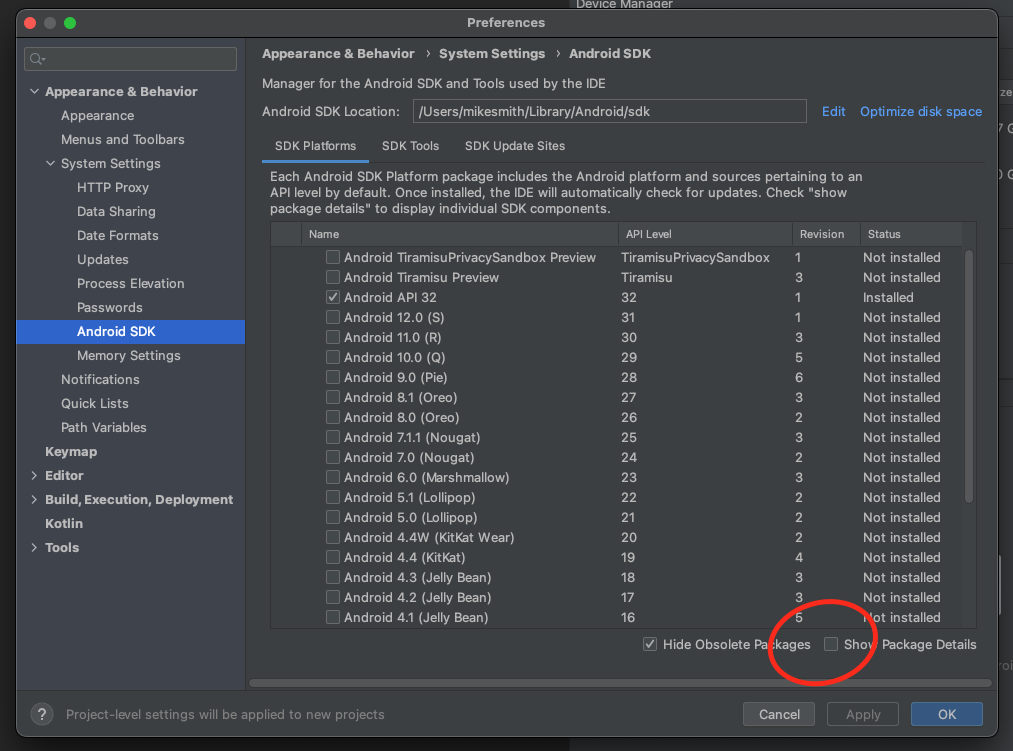 Device Manager
Preferences
Appearance & Behavior
Appearance
Menus and Toolbars
System Settings
HTTP Proxy
Data Sharing
Date Formats
Updates
Process Elevation
Passwords
Android SDK
Memory Settings
Notifications
Quick Lists
Path Variables
Keymap
Editor
Build, Execution, Deployment
Kotlin
Tools
Appearance & Behavior › System Settings › Android SDK
Manager for the Android SDK and Tools used by the IDE
Android SDK Location: /Users/mikesmith/Library/Android/sdk Edit Optimize disk space
SDK Platforms SDK Tools SDK Update Sites
Each Android SDK Platform package includes the Android platform and sources pertaining to an
API level by default. Once installed, the IDE will automatically check for updates. Check "show
package details" to display individual SDK components.
Name API Level Revision Status
Android TiramisuPrivacySandbox Preview TiramisuPrivacySandbox 1 Not installed
Android Tiramisu Preview Tiramisu 3 Not installed
Android API 32 32 1 Installed
Android 12.0 (S) 31 1 Not installed
Android 11.0 (R) 30 3 Not installed
Android 10.0 (Q) 29 5 Not installed
Android 9.0 (Pie) 28 6 Not installed
Android 8.1 (Oreo) 27 3 Not installed
Android 8.0 (Oreo) 26 2 Not installed
Android 7.1.1 (Nougat) 25 3 Not installed
Android 7.0 (Nougat) 24 2 Not installed
Android 6.0 (Marshmallow) 23 3 Not installed
Android 5.1 (Lollipop) 22 2 Not installed
Android 5.0 (Lollipop) 21 2 Not installed
Android 4.4W (KitKat Wear) 20 2 Not installed
Android 4.4 (KitKat) 19 4 Not installed
Android 4.3 (Jelly Bean) 18 3 Not installed
Android 4.2 (Jelly Bean) 17 3 Not installed
Android 4.1 (Jelly Bean) 16 5 Not installed
Hide Obsolete Packages Show Package Details
? Project-level settings will be applied to new projects
Cancel Apply OK